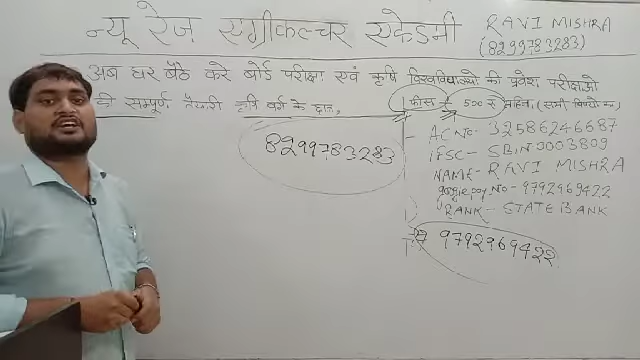 न्यू रेज़ एग्रीकल्चर एकेडमी
RAVI MISHRA
(8299783283)
अब घर बैठे करे बोर्ड परीक्षा एवं कृषि विश्वविद्यालयो की प्रवेश परीक्षाओ
की सम्पूर्ण तैयारी कृषि वर्ग के छात्र,
फीस = 500 रु महिना, (सभी विषयो का)
8299783283
AC No- 32586246687
IFSC- SBIN0003809
NAME- RAVI MISHRA
google pay No- 9792969422
BANK- STATE BANK
9792969422